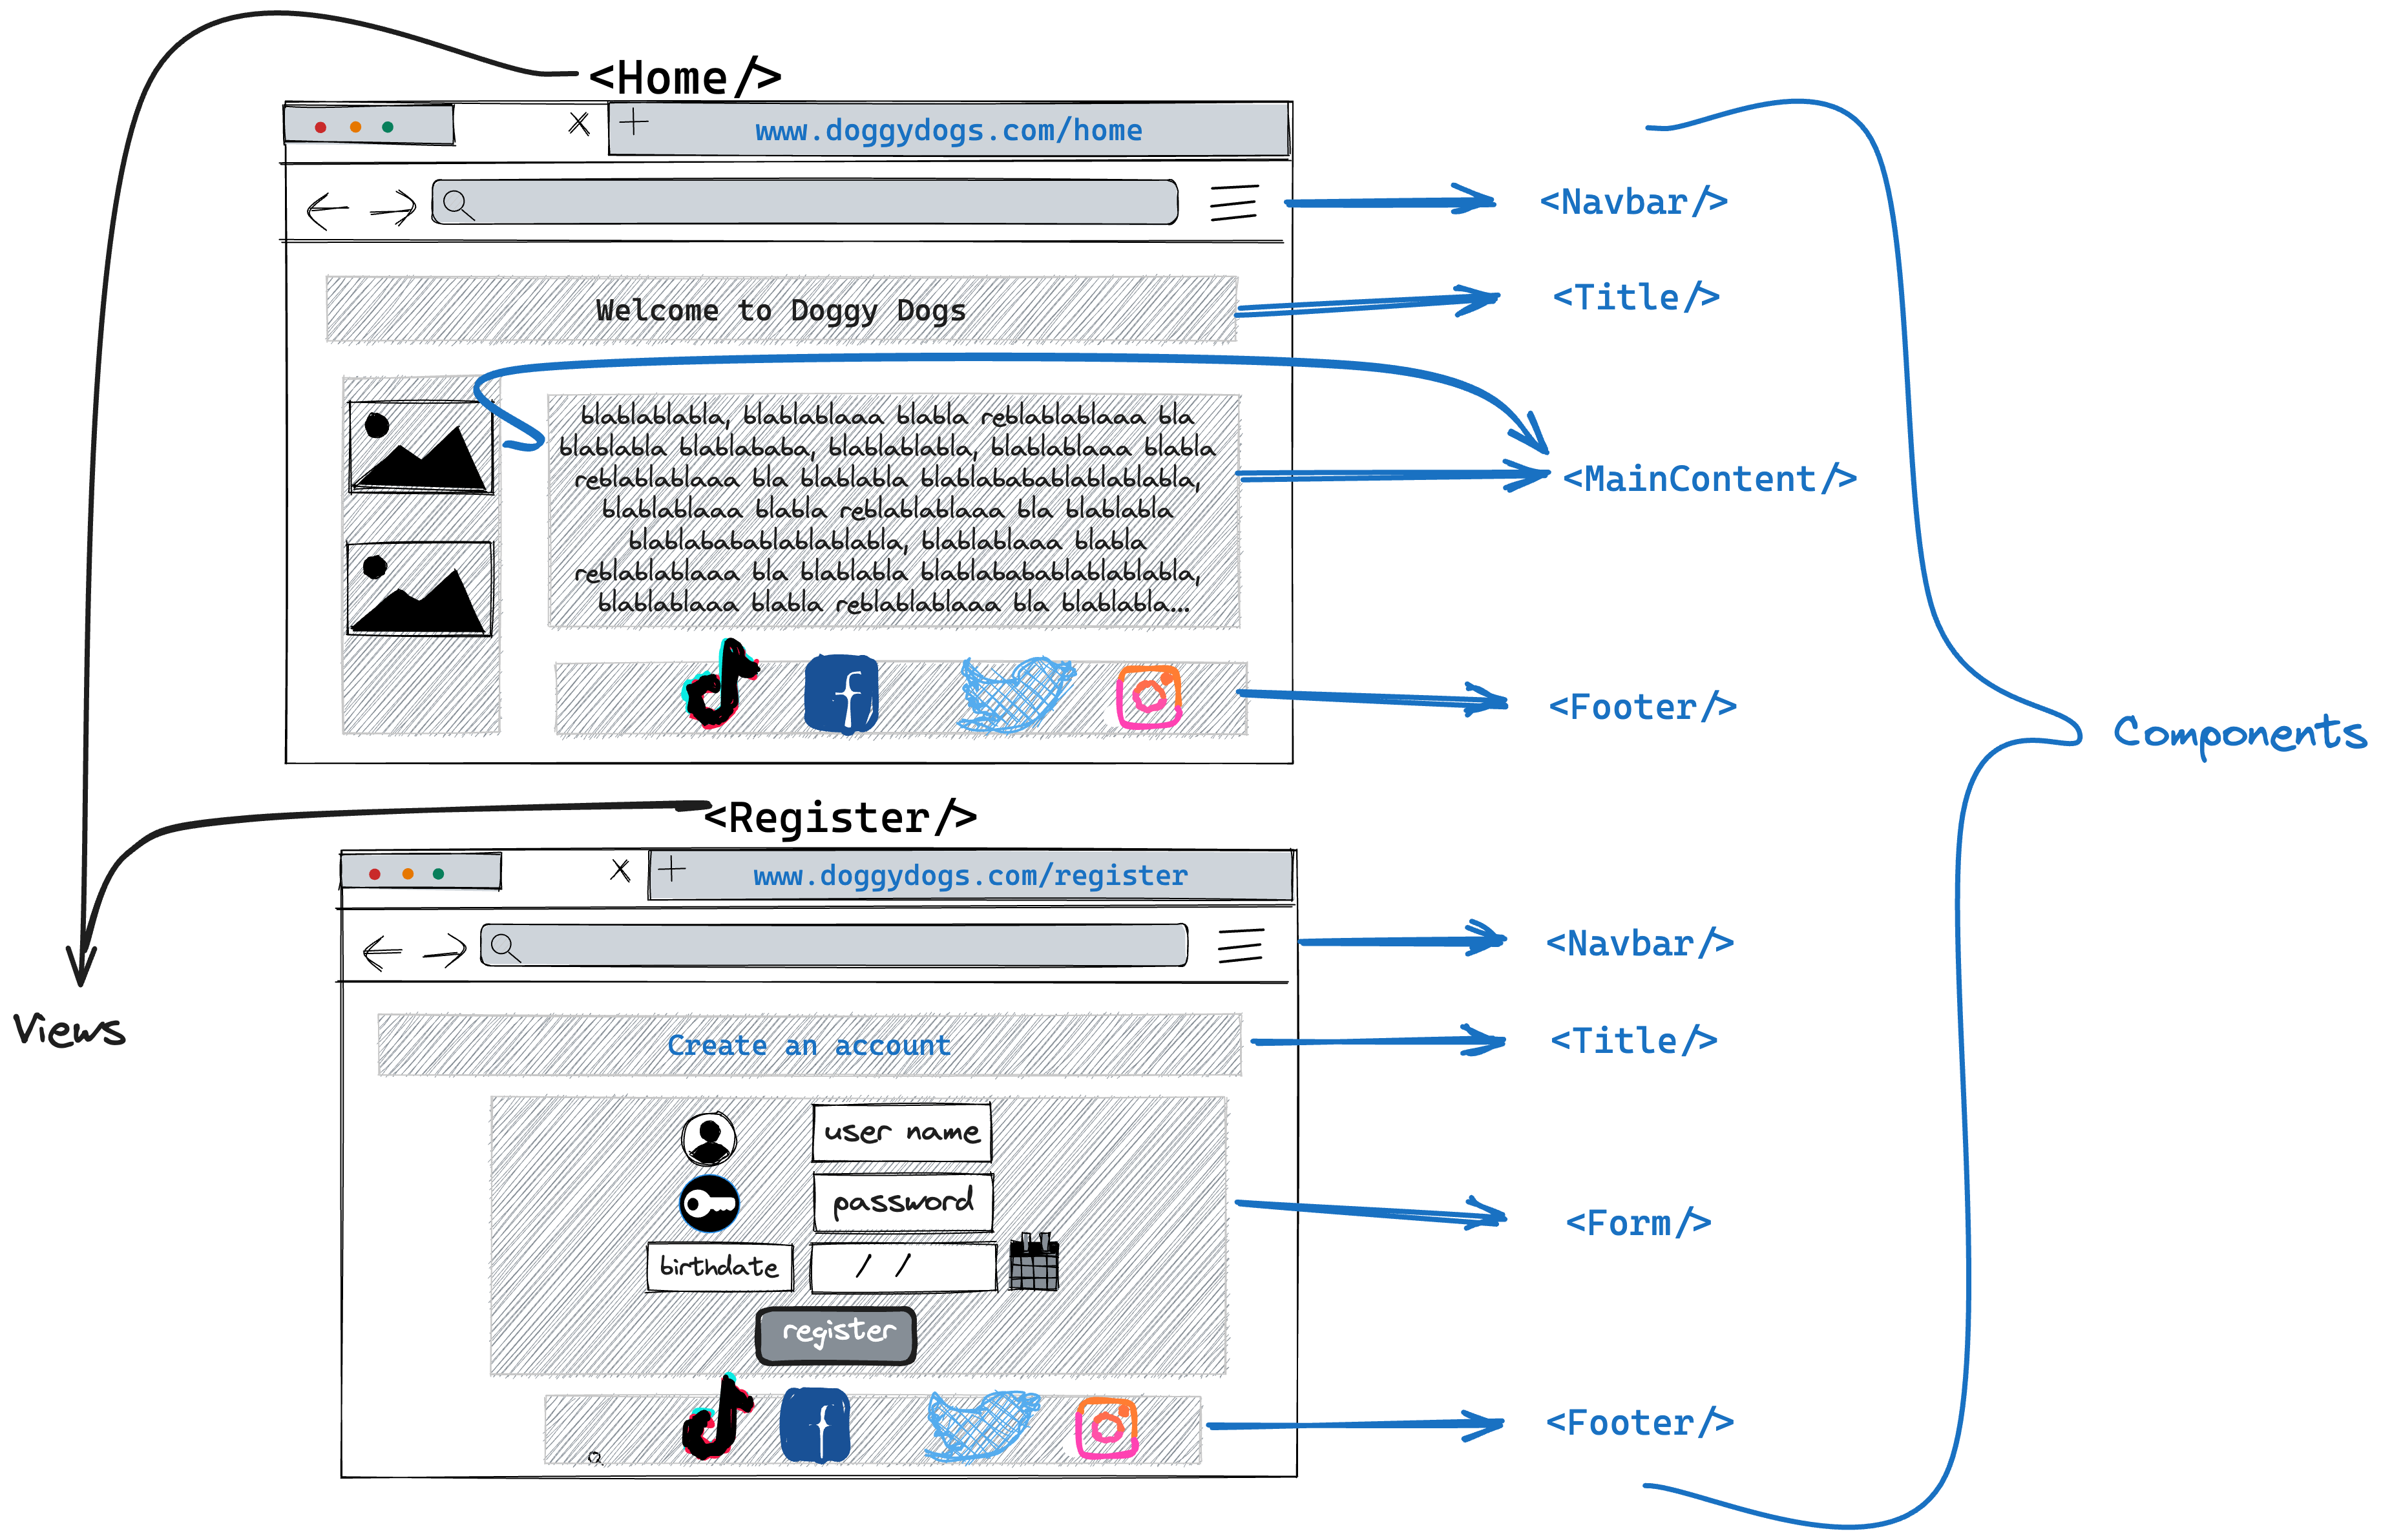 <Home/>
www.doggydogs.com/home
<Navbar/>
Welcome to Doggy Dogs
<Title/>
blablablabla, blablablaaa blabla reblablablaaa bla
blablabla blablababa, blablablabla, blablablaaa blabla
reblablablaaa bla blablabla blablababablablablabla,
blablablaaa blabla reblablablaaa bla blablabla
blablababablablablabla, blablablaaa blabla
reblablablaaa bla blablabla blablababablablablabla,
blablablaaa blabla reblablablaaa bla blablabla...
<MainContent/>
<Footer/>
Components
<Register/>
www.doggydogs.com/register
<Navbar/>
Views
Create an account
<Title/>
user name
password
<Form/>
birthdate
/ /
register
<Footer/>